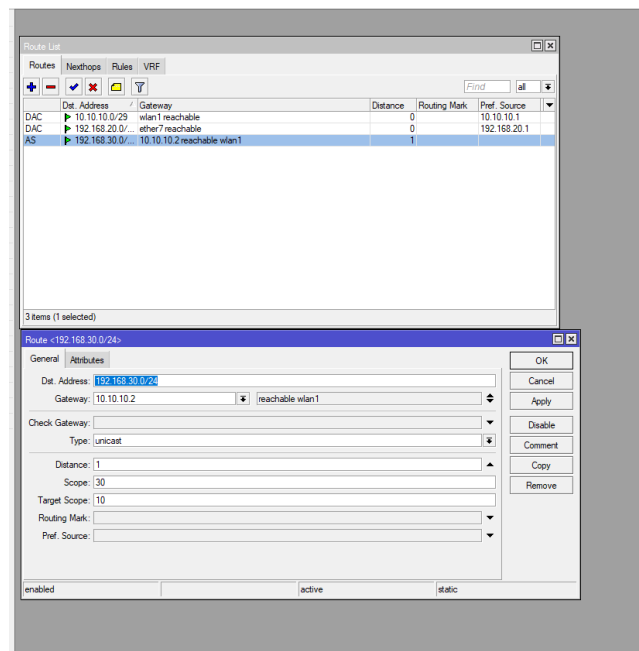 Route List
Routes Nexthops Rules VRF
Find all
Dst. Address Gateway Distance Routing Mark Pref. Source
DAC 10.10.10.0/29 wlan1 reachable 0 10.10.10.1
DAC 192.168.20.0/... ether7 reachable 0 192.168.20.1
AS 192.168.30.0/... 10.10.10.2 reachable wlan1 1
3 items (1 selected)
Route <192.168.30.0/24>
General Attributes
OK
Dst. Address: 192.168.30.0/24
Cancel
Gateway: 10.10.10.2 reachable wlan1
Apply
Check Gateway:
Disable
Type: unicast
Comment
Distance: 1
Copy
Scope: 30
Remove
Target Scope: 10
Routing Mark:
Pref. Source:
enabled active static